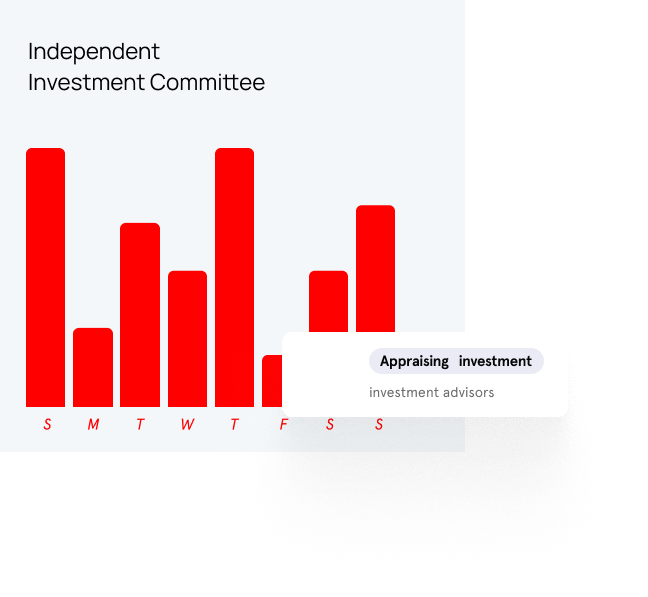 Independent
Investment Committee
S M T W T F S S
Appraising investment
investment advisors